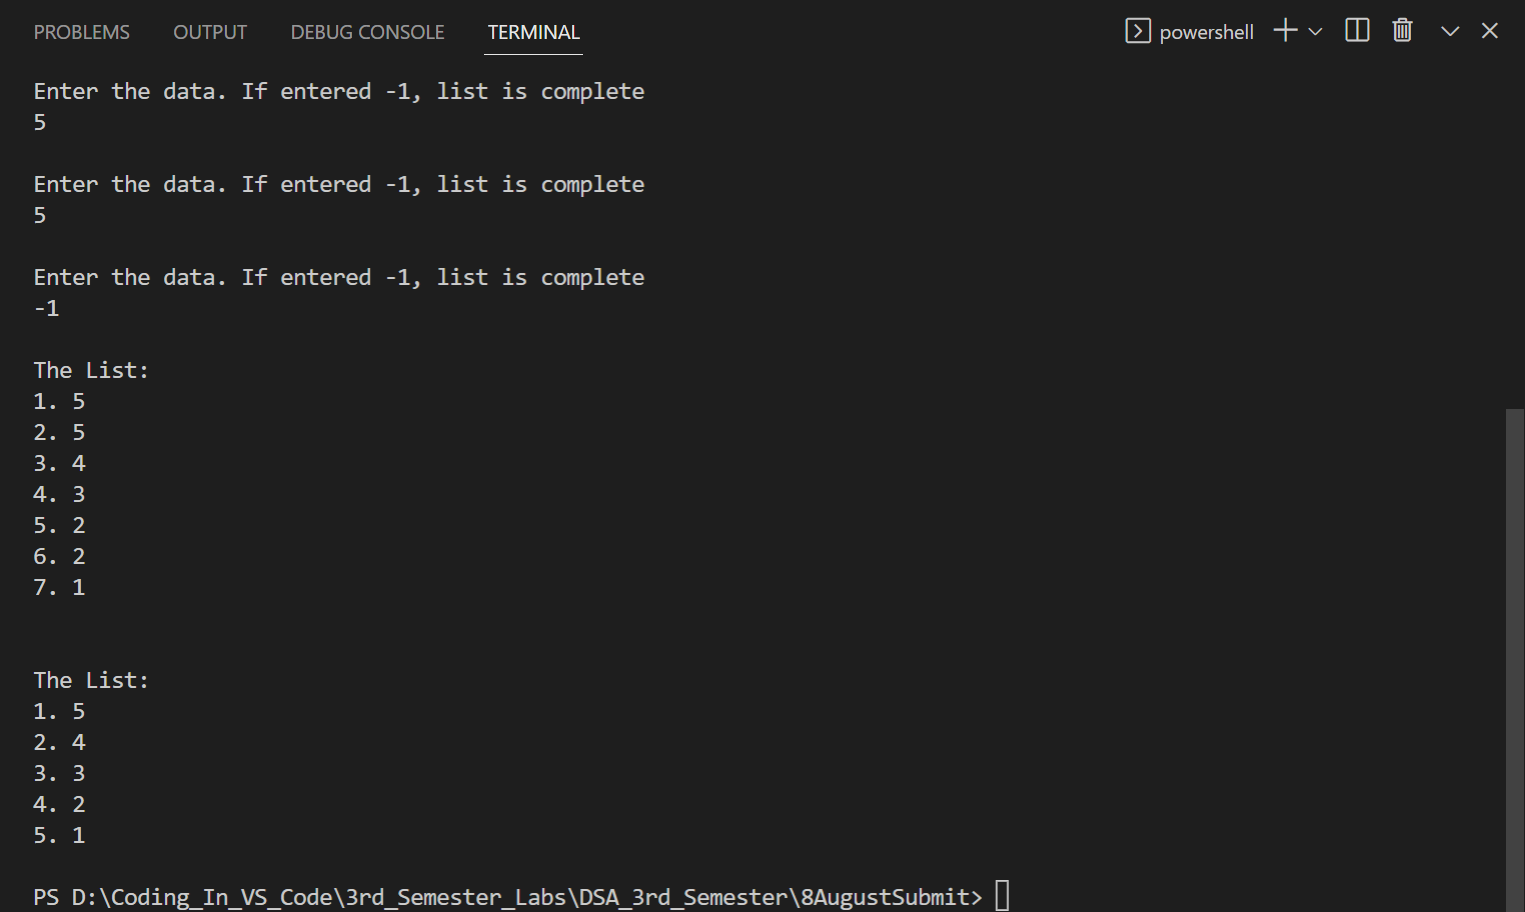 PROBLEMS OUTPUT DEBUG CONSOLE TERMINAL powershell
Enter the data. If entered -1, list is complete
5
Enter the data. If entered -1, list is complete
5
Enter the data. If entered -1, list is complete
-1
The List:
1. 5
2. 5
3. 4
4. 3
5. 2
6. 2
7. 1
The List:
1. 5
2. 4
3. 3
4. 2
5. 1
PS D:\Coding_In_VS_Code\3rd_Semester_Labs\DSA_3rd_Semester\8AugustSubmit>